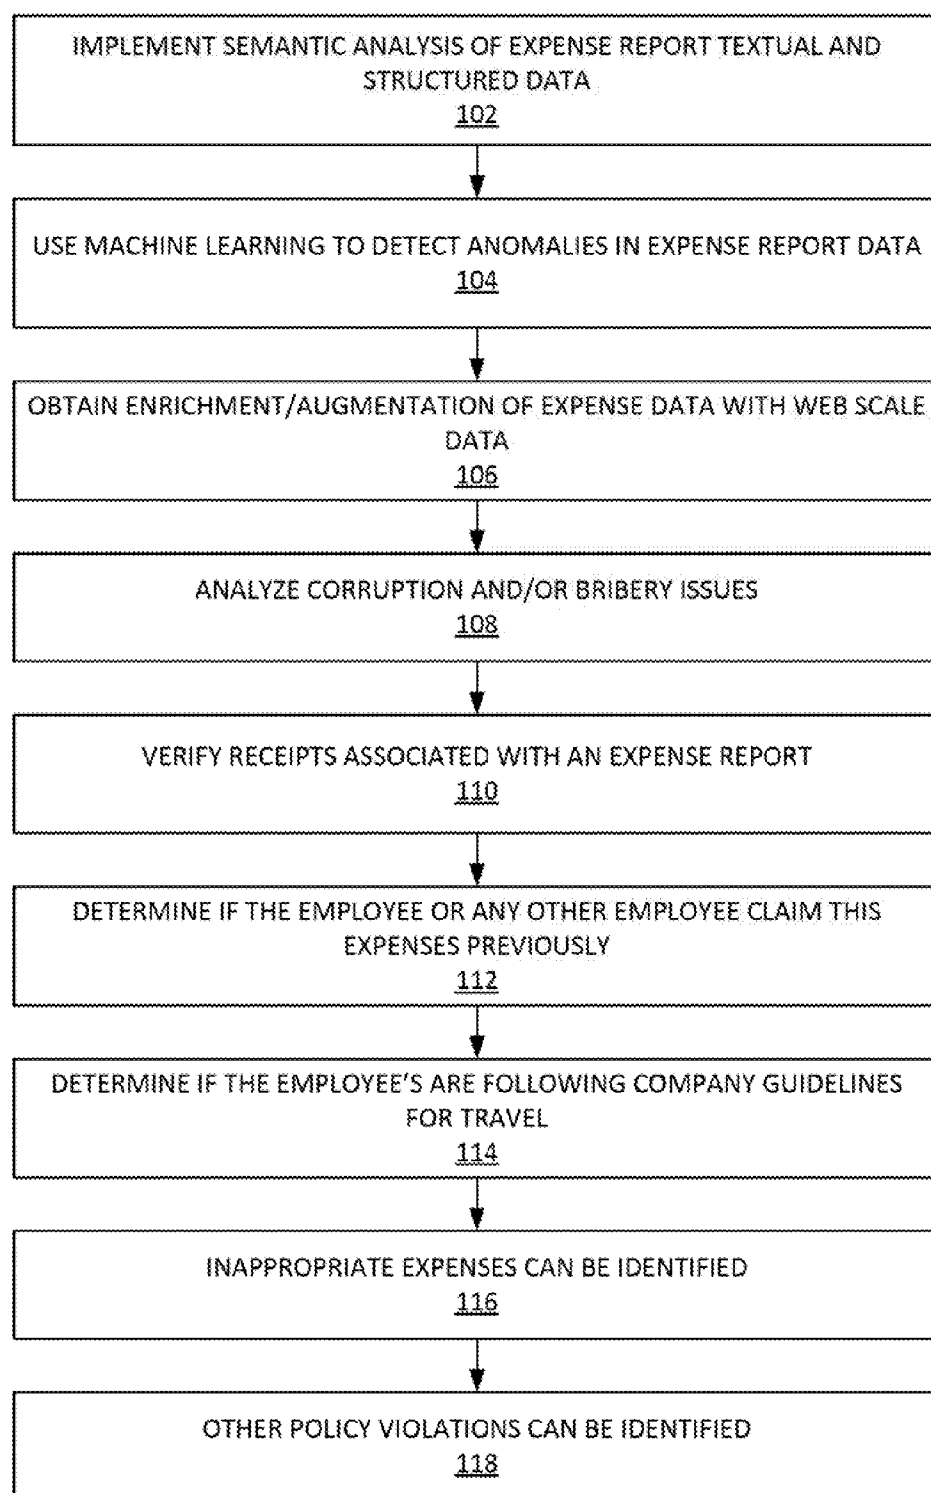 IMPLEMENT SEMANTIC ANALYSIS OF EXPENSE REPORT TEXTUAL AND
STRUCTURED DATA
102
USE MACHINE LEARNING TO DETECT ANOMALIES IN EXPENSE REPORT DATA
104
OBTAIN ENRICHMENT/AUGMENTATION OF EXPENSE DATA WITH WEB SCALE
DATA
106
ANALYZE CORRUPTION AND/OR BRIBERY ISSUES
108
VERIFY RECEIPTS ASSOCIATED WITH AN EXPENSE REPORT
110
DETERMINE IF THE EMPLOYEE OR ANY OTHER EMPLOYEE CLAIM THIS
EXPENSES PREVIOUSLY
112
DETERMINE IF THE EMPLOYEE'S ARE FOLLOWING COMPANY GUIDELINES
FOR TRAVEL
114
INAPPROPRIATE EXPENSES CAN BE IDENTIFIED
116
OTHER POLICY VIOLATIONS CAN BE IDENTIFIED
118